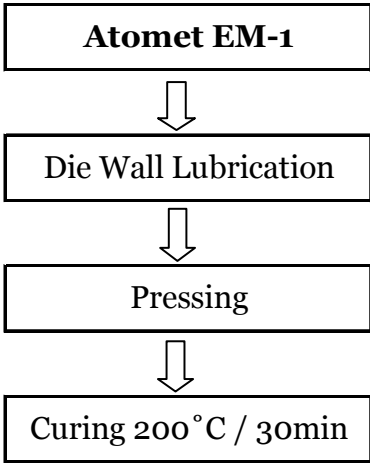 Atomet EM-1
Die Wall Lubrication
Pressing
Curing 200˚C / 30min